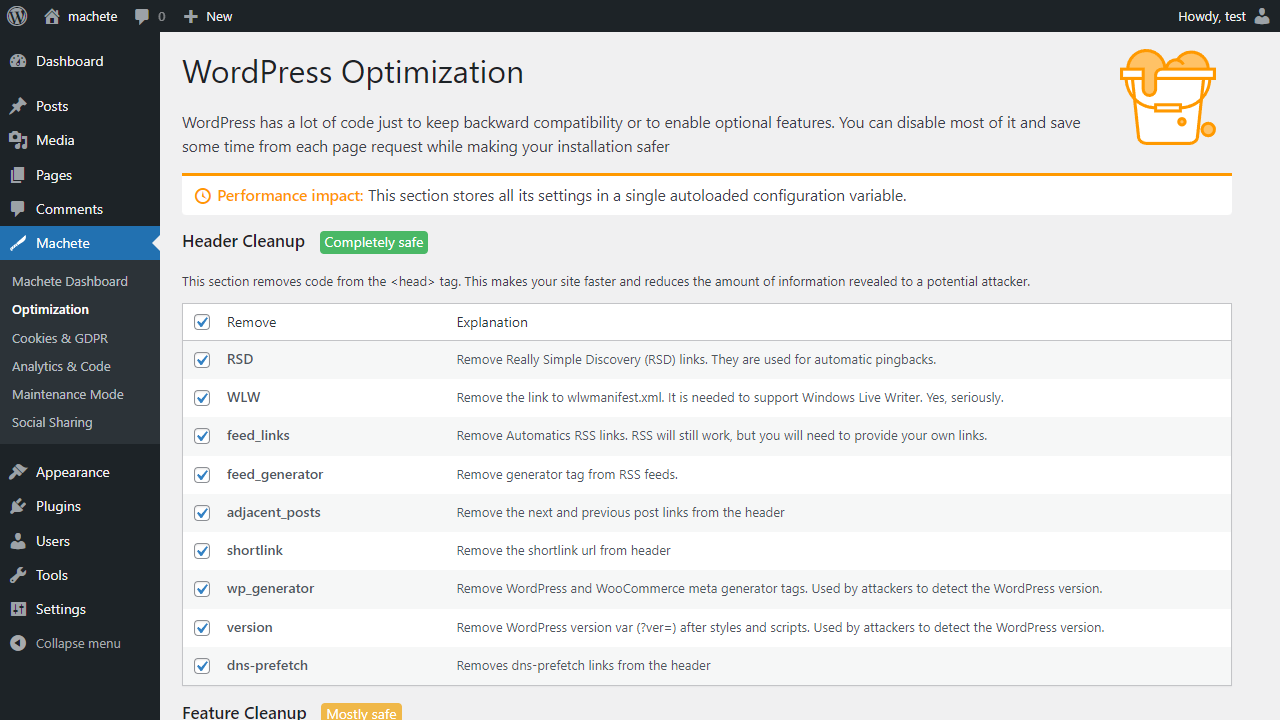 machete
0
New
Howdy, test
Dashboard
Posts
Media
Pages
Comments
Machete
Machete Dashboard
Optimization
Cookies & GDPR
Analytics & Code
Maintenance Mode
Social Sharing
Appearance
Plugins
Users
Tools
Settings
Collapse menu
WordPress Optimization
WordPress has a lot of code just to keep backward compatibility or to enable optional features. You can disable most of it and save
some time from each page request while making your installation safer
Performance impact: This section stores all its settings in a single autoloaded configuration variable.
Header Cleanup Completely safe
This section removes code from the <head> tag. This makes your site faster and reduces the amount of information revealed to a potential attacker.
Remove Explanation
RSD Remove Really Simple Discovery (RSD) links. They are used for automatic pingbacks.
WLW Remove the link to wlwmanifest.xml. It is needed to support Windows Live Writer. Yes, seriously.
feed_links Remove Automatics RSS links. RSS will still work, but you will need to provide your own links.
feed_generator Remove generator tag from RSS feeds.
adjacent_posts Remove the next and previous post links from the header
shortlink Remove the shortlink url from header
wp_generator Remove WordPress and WooCommerce meta generator tags. Used by attackers to detect the WordPress version.
version Remove WordPress version var (?ver=) after styles and scripts. Used by attackers to detect the WordPress version.
dns-prefetch Removes dns-prefetch links from the header
Feature Cleanup Mostly safe